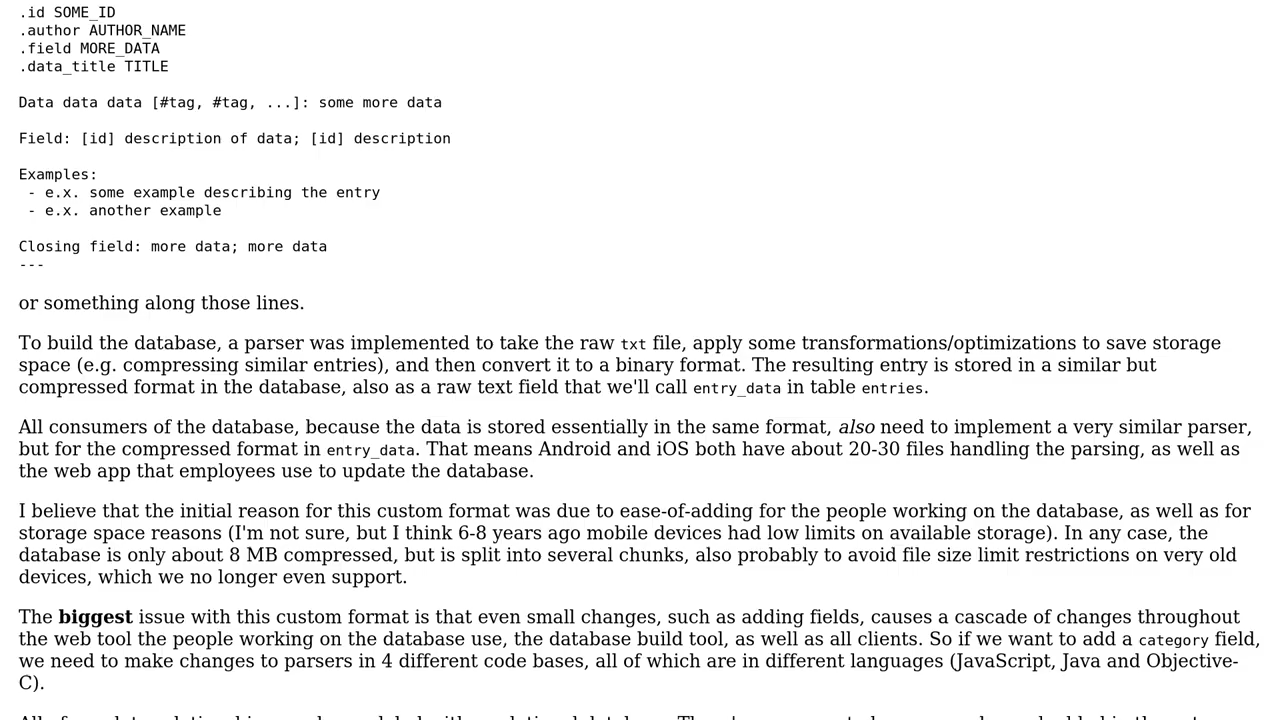 .id SOME_ID
.author AUTHOR_NAME
.field MORE_DATA
.data_title TITLE
Data data data [#tag, #tag, ...]: some more data
Field: [id] description of data; [id] description
Examples:
- e.x. some example describing the entry
- e.x. another example
Closing field: more data; more data
---
or something along those lines.
To build the database, a parser was implemented to take the raw txt file, apply some transformations/optimizations to save storage
space (e.g. compressing similar entries), and then convert it to a binary format. The resulting entry is stored in a similar but
compressed format in the database, also as a raw text field that we'll call entry_data in table entries.
All consumers of the database, because the data is stored essentially in the same format, also need to implement a very similar parser,
but for the compressed format in entry_data. That means Android and iOS both have about 20-30 files handling the parsing, as well as
the web app that employees use to update the database.
I believe that the initial reason for this custom format was due to ease-of-adding for the people working on the database, as well as for
storage space reasons (I'm not sure, but I think 6-8 years ago mobile devices had low limits on available storage). In any case, the
database is only about 8 MB compressed, but is split into several chunks, also probably to avoid file size limit restrictions on very old
devices, which we no longer even support.
The biggest issue with this custom format is that even small changes, such as adding fields, causes a cascade of changes throughout
the web tool the people working on the database use, the database build tool, as well as all clients. So if we want to add a category field,
we need to make changes to parsers in 4 different code bases, all of which are in different languages (JavaScript, Java and Objective-
C).